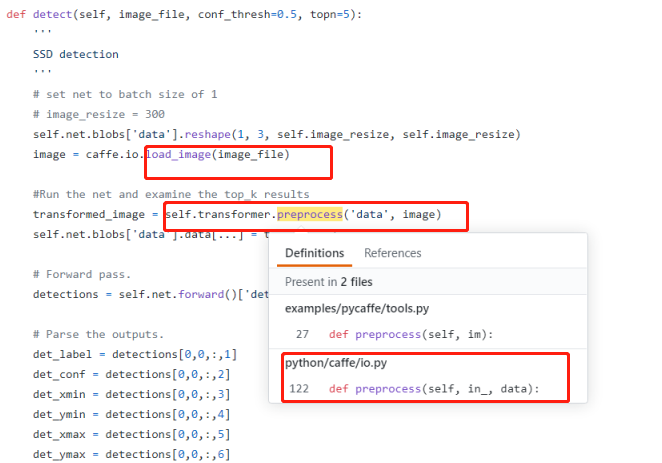 def detect(self, image_file, conf_thresh=0.5, topn=5):
'''
SSD detection
'''
# set net to batch size of 1
# image_resize = 300
self.net.blobs['data'].reshape(1, 3, self.image_resize, self.image_resize)
image = caffe.io.load_image(image_file)
#Run the net and examine the top_k results
transformed_image = self.transformer.preprocess('data', image)
self.net.blobs['data'].data[...] = t
# Forward pass.
detections = self.net.forward()['det
# Parse the outputs.
det_label = detections[0,0,:,1]
det_conf = detections[0,0,:,2]
det_xmin = detections[0,0,:,3]
det_ymin = detections[0,0,:,4]
det_xmax = detections[0,0,:,5]
det_ymax = detections[0,0,:,6]
Definitions References
Present in 2 files
examples/pycaffe/tools.py
27 def preprocess(self, im):
python/caffe/io.py
122 def preprocess(self, in_, data):